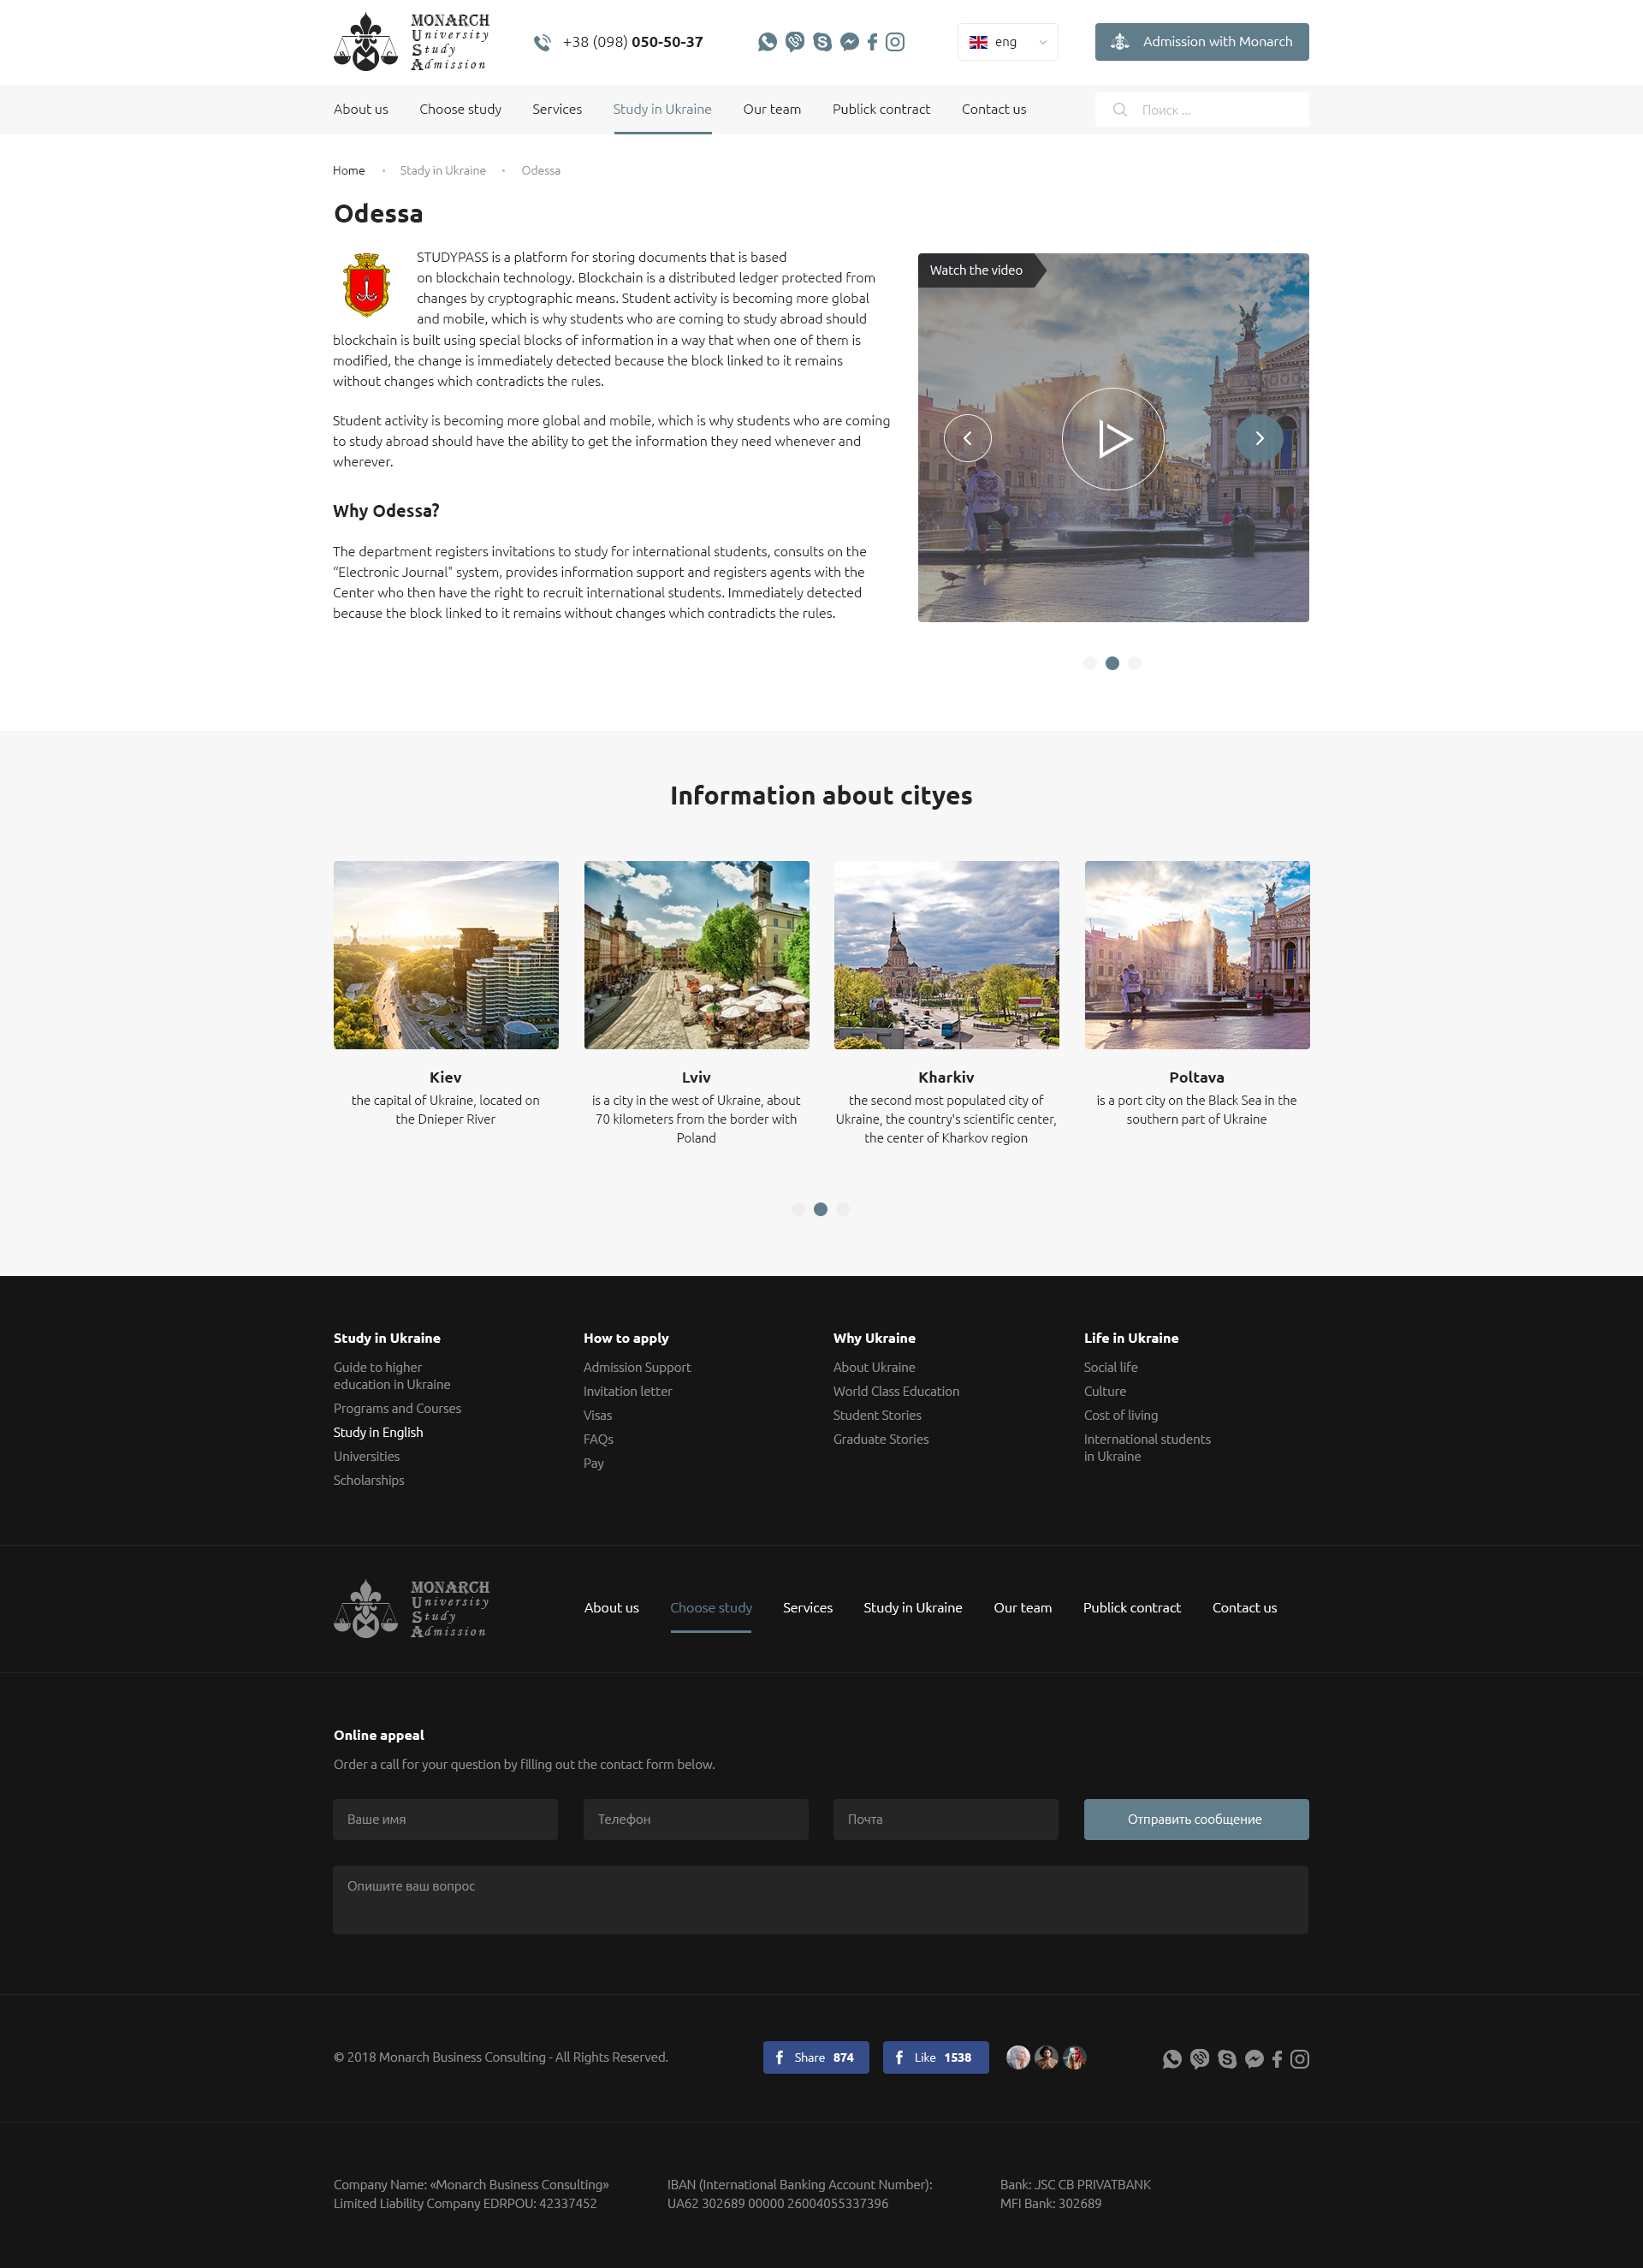 MONARCH
University
Study
Admission
+38 (098) 050-50-37
eng
Admission with Monarch
About us
Choose study
Services
Study in Ukraine
Our team
Publick contract
Contact us
Поиск ...
Home • Stady in Ukraine • Odessa
Odessa
STUDYPASS is a platform for storing documents that is based
on blockchain technology. Blockchain is a distributed ledger protected from
changes by cryptographic means. Student activity is becoming more global
and mobile, which is why students who are coming to study abroad should
blockchain is built using special blocks of information in a way that when one of them is
modified, the change is immediately detected because the block linked to it remains
without changes which contradicts the rules.
Student activity is becoming more global and mobile, which is why students who are coming
to study abroad should have the ability to get the information they need whenever and
wherever.
Why Odessa?
The department registers invitations to study for international students, consults on the
“Electronic Journal" system, provides information support and registers agents with the
Center who then have the right to recruit international students. Immediately detected
because the block linked to it remains without changes which contradicts the rules.
Watch the video
Information about cityes
Kiev
the capital of Ukraine, located on
the Dnieper River
Lviv
is a city in the west of Ukraine, about
70 kilometers from the border with
Poland
Kharkiv
the second most populated city of
Ukraine, the country's scientific center,
the center of Kharkov region
Poltava
is a port city on the Black Sea in the
southern part of Ukraine
Study in Ukraine
Guide to higher
education in Ukraine
Programs and Courses
Study in English
Universities
Scholarships
How to apply
Admission Support
Invitation letter
Visas
FAQs
Pay
Why Ukraine
About Ukraine
World Class Education
Student Stories
Graduate Stories
Life in Ukraine
Social life
Culture
Cost of living
International students
in Ukraine
MONARCH
University
Study
Admission
About us
Choose study
Services
Study in Ukraine
Our team
Publick contract
Contact us
Online appeal
Order a call for your question by filling out the contact form below.
Ваше имя
Телефон
Почта
Отправить сообщение
Опишите ваш вопрос
© 2018 Monarch Business Consulting - All Rights Reserved.
Share 874
Like 1538
Company Name: «Monarch Business Consulting»
Limited Liability Company EDRPOU: 42337452
IBAN (International Banking Account Number):
UA62 302689 00000 26004055337396
Bank: JSC CB PRIVATBANK
MFI Bank: 302689